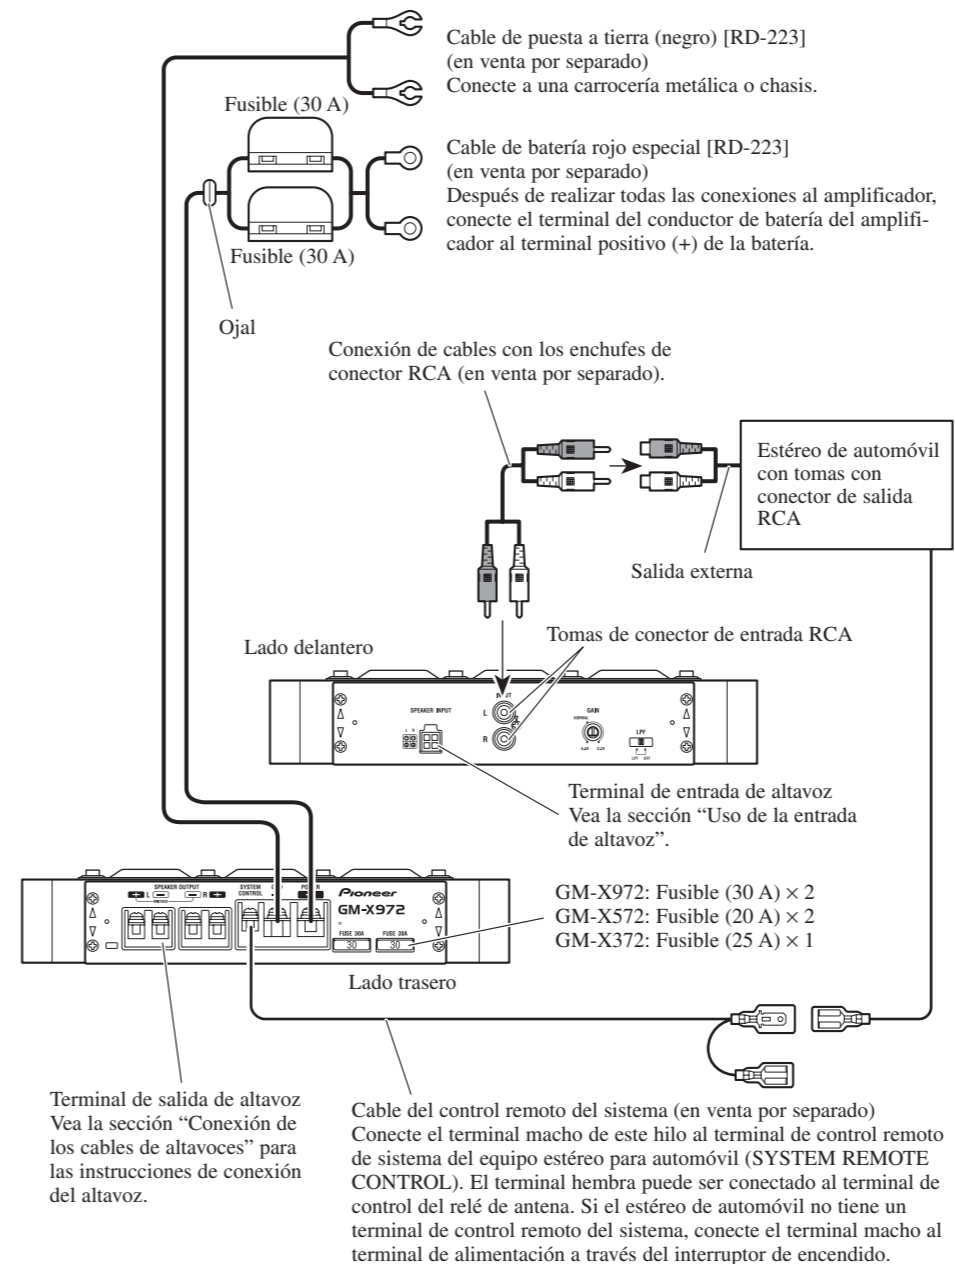 Cable de puesta a tierra (negro) [RD-223]
(en venta por separado)
Conecte a una carrocería metálica o chasis.
Fusible (30 A)
Cable de batería rojo especial [RD-223]
(en venta por separado)
Después de realizar todas las conexiones al amplificador,
conecte el terminal del conductor de batería del amplifi-
cador al terminal positivo (+) de la batería.
Fusible (30 A)
Ojal
Conexión de cables con los enchufes de
conector RCA (en venta por separado).
Estéreo de automóvil
con tomas con
conector de salida
RCA
Salida externa
Lado delantero
Tomas de conector de entrada RCA
SPEAKER INPUT
L R
INPUT
L
R
GAIN
NORMAL
LPF
LPF OFF
Terminal de entrada de altavoz
Vea la sección “Uso de la entrada
de altavoz”.
SPEAKER OUTPUT
+ L − − R +
SYSTEM
CONTROL
Pioneer
GM-X972
FUSE 30A FUSE 30A
30 30
GM-X972: Fusible (30 A) × 2
GM-X572: Fusible (20 A) × 2
GM-X372: Fusible (25 A) × 1
Lado trasero
Terminal de salida de altavoz
Vea la sección “Conexión de
los cables de altavoces” para
las instrucciones de conexión
del altavoz.
Cable del control remoto del sistema (en venta por separado)
Conecte el terminal macho de este hilo al terminal de control remoto
de sistema del equipo estéreo para automóvil (SYSTEM REMOTE
CONTROL). El terminal hembra puede ser conectado al terminal de
control del relé de antena. Si el estéreo de automóvil no tiene un
terminal de control remoto del sistema, conecte el terminal macho al
terminal de alimentación a través del interruptor de encendido.